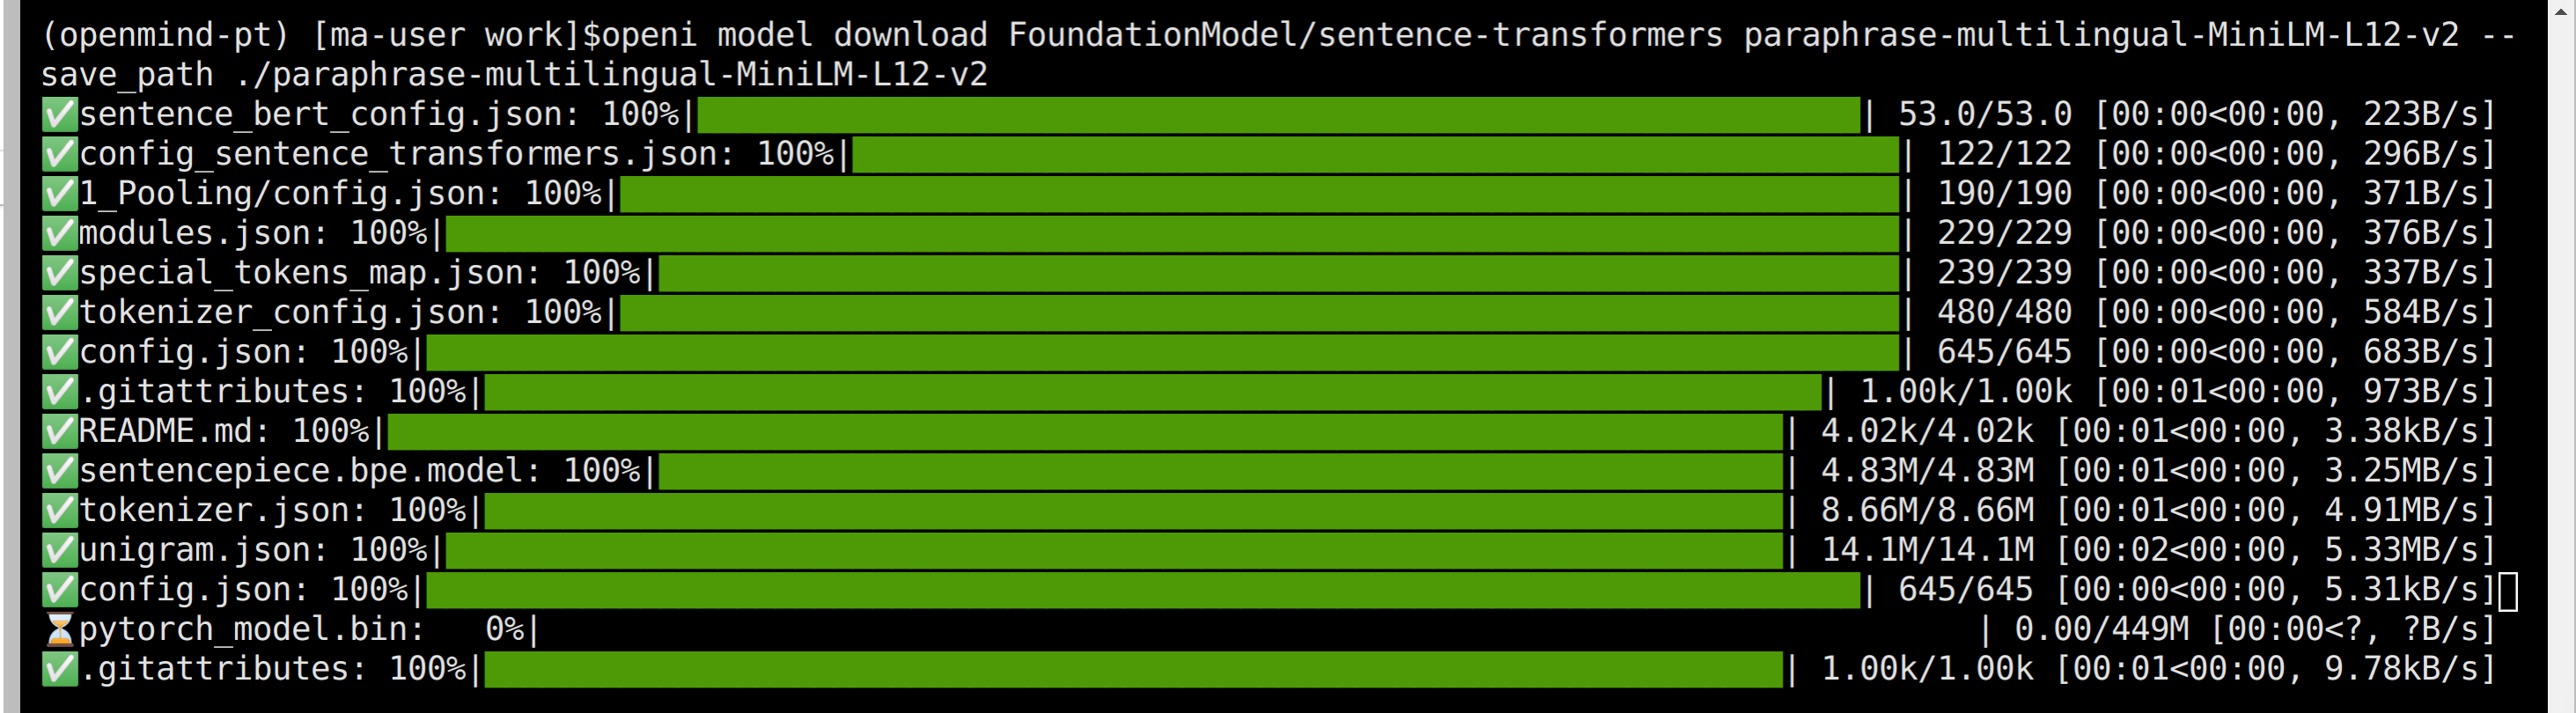 (openmind-pt) [ma-user work]$openi model download FoundationModel/sentence-transformers paraphrase-multilingual-MiniLM-L12-v2 --
save_path ./paraphrase-multilingual-MiniLM-L12-v2
✅sentence_bert_config.json: 100%|| 53.0/53.0 [00:00<00:00, 223B/s]
✅config_sentence_transformers.json: 100%|| 122/122 [00:00<00:00, 296B/s]
✅1_Pooling/config.json: 100%|| 190/190 [00:00<00:00, 371B/s]
✅modules.json: 100%|| 229/229 [00:00<00:00, 376B/s]
✅special_tokens_map.json: 100%|| 239/239 [00:00<00:00, 337B/s]
✅tokenizer_config.json: 100%|| 480/480 [00:00<00:00, 584B/s]
✅config.json: 100%|| 645/645 [00:00<00:00, 683B/s]
✅.gitattributes: 100%|| 1.00k/1.00k [00:01<00:00, 973B/s]
✅README.md: 100%|| 4.02k/4.02k [00:01<00:00, 3.38kB/s]
✅sentencepiece.bpe.model: 100%|| 4.83M/4.83M [00:01<00:00, 3.25MB/s]
✅tokenizer.json: 100%|| 8.66M/8.66M [00:01<00:00, 4.91MB/s]
✅unigram.json: 100%|| 14.1M/14.1M [00:02<00:00, 5.33MB/s]
✅config.json: 100%|| 645/645 [00:00<00:00, 5.31kB/s]
⌛pytorch_model.bin:   0%|| 0.00/449M [00:00<?, ?B/s]
✅.gitattributes: 100%|| 1.00k/1.00k [00:01<00:00, 9.78kB/s]